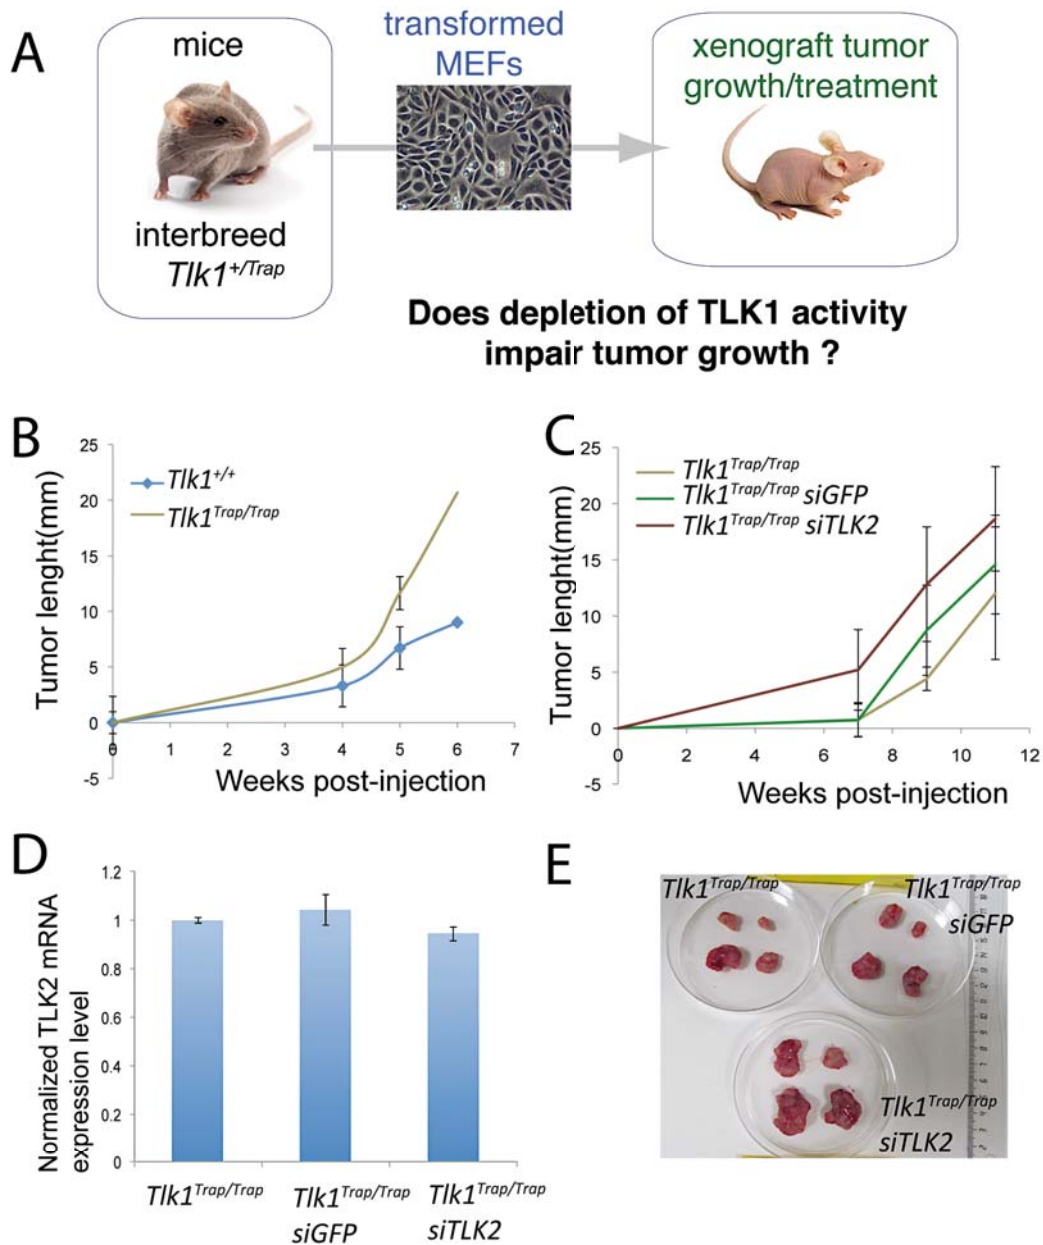 A
mice
interbreed
Tlk1+/Trap
transformed
MEFs
xenograft tumor
growth/treatment
Does depletion of TLK1 activity
impair tumor growth ?
B
Tumor lenght(mm)
25
20
15
10
5
0
-5
Tlk1+/+
Tlk1Trap/Trap
0 1 2 3 4 5 6 7
Weeks post-injection
C
Tumor lenght(mm)
25
20
15
10
5
0
-5
Tlk1Trap/Trap
Tlk1Trap/Trap siGFP
Tlk1Trap/Trap siTLK2
0 2 4 6 8 10 12
Weeks post-injection
D
Normalized TLK2 mRNA
expression level
1.2
1
0.8
0.6
0.4
0.2
0
Tlk1Trap/Trap
Tlk1Trap/Trap
siGFP
Tlk1Trap/Trap
siTLK2
E
Tlk1Trap/Trap
Tlk1Trap/Trap
siGFP
Tlk1Trap/Trap
siTLK2